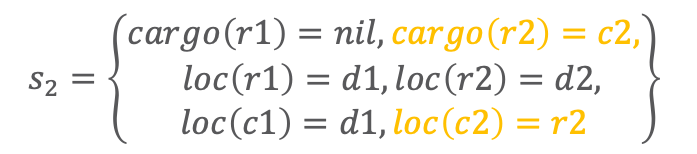 cargo(r1) = nil, cargo(r2) = c2,
s₂ = loc(r1) = d1, loc(r2) = d2,
loc(c1) = d1, loc(c2) = r2